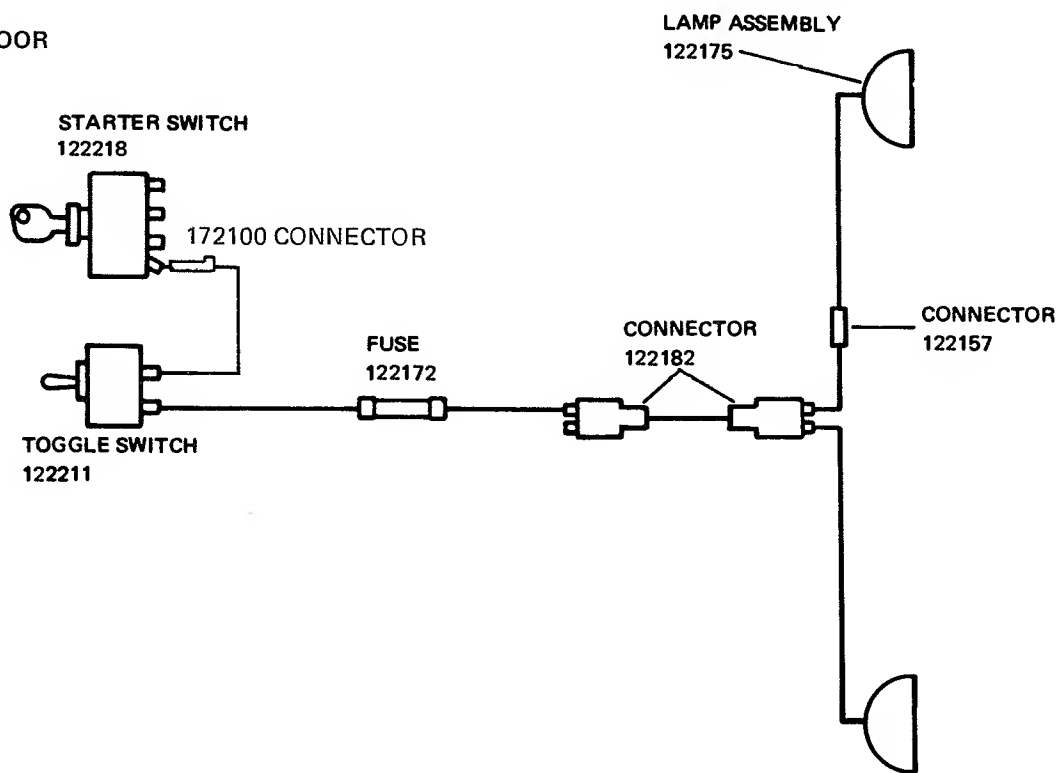 OOR
LAMP ASSEMBLY
122175
STARTER SWITCH
122218
172100 CONNECTOR
CONNECTOR
122157
CONNECTOR
122182
FUSE
122172
TOGGLE SWITCH
122211